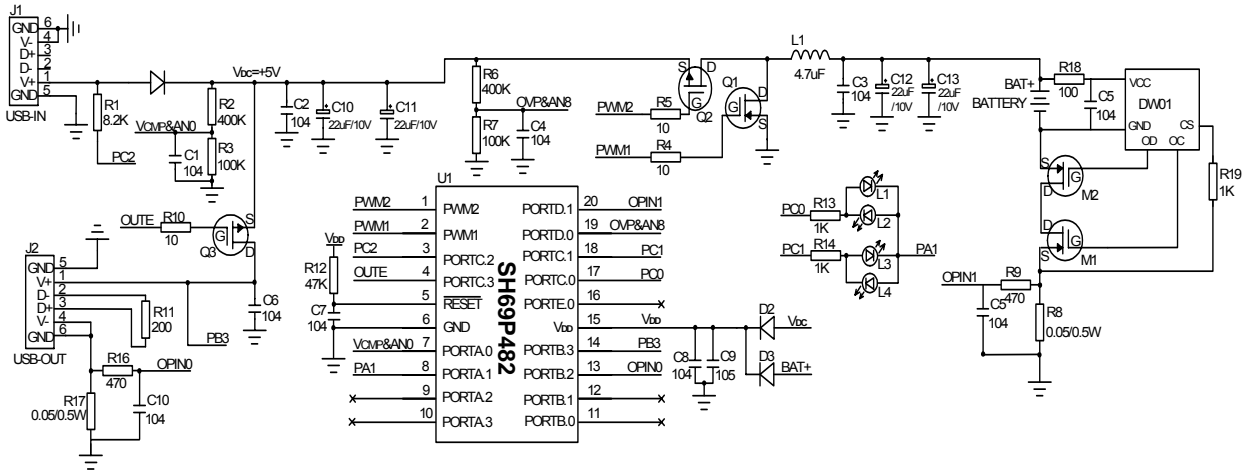 J1
GND 6
V- 4
D+ 3
D- 2
V+ 1
GND 5
USB-IN
R1
8.2K
PC2
VCMP&AN0
R2
400K
R3
100K
C1
104
VDC=+5V
C2
104
C10
22uF/10V
C11
22uF/10V
R6
400K
OVP&AN8
R7
100K
C4
104
PWM2
R5
10
PWM1
R4
10
S
D
G
Q2
Q1
D
G
S
L1
4.7uF
C3
104
C12
22uF
/10V
C13
22uF
/10V
BAT+
BATTERY
R18
100
C5
104
VCC
DW01
GND
CS
OD
OC
R19
1K
S
G
D
M2
D
G
S
M1
OPIN1
R9
470
C5
104
R8
0.05/0.5W
OUTE
R10
10
S
G
D
Q3
J2
GND 5
V+ 1
D- 2
D+ 3
V- 4
GND 6
USB-OUT
R11
200
PB3
C6
104
R16
470
OPIN0
R17
0.05/0.5W
C10
104
VDD
R12
47K
C7
104
U1
SH69P482
PWM2 1 PWM2
PWM1 2 PWM1
PC2 3 PORTC.2
OUTE 4 PORTC.3
5 RESET
6 GND
VCMP&AN0 7 PORTA.0
PA1 8 PORTA.1
9 PORTA.2
10 PORTA.3
PORTD.1 20 OPIN1
PORTD.0 19 OVP&AN8
PORTC.1 18 PC1
PORTC.0 17 PC0
PORTE.0 16
VDD 15 VDD
PORTB.3 14 PB3
PORTB.2 13 OPIN0
PORTB.1 12
PORTB.0 11
C8
104
C9
105
D2
VDC
D3
BAT+
PC0
R13
1K
L1
L2
PC1
R14
1K
L3
L4
PA1